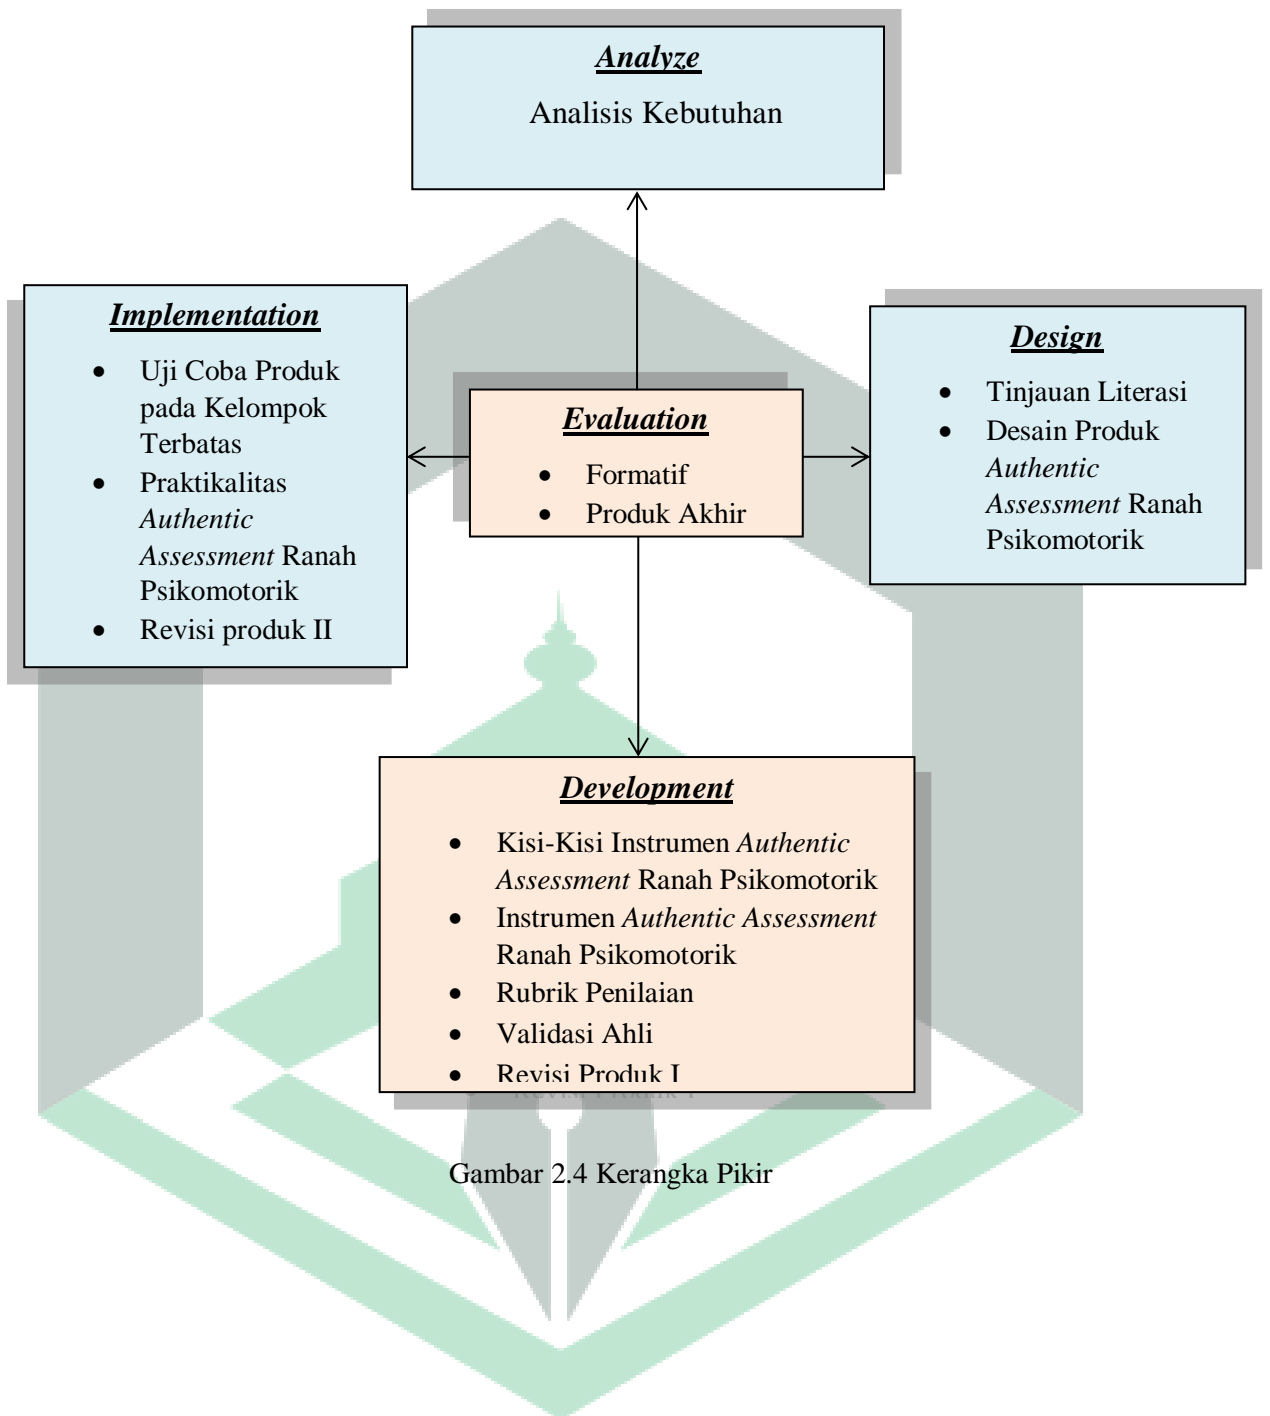 Analyze
Analisis Kebutuhan
Implementation
• Uji Coba Produk
pada Kelompok
Terbatas
• Praktikalitas
Authentic
Assessment Ranah
Psikomotorik
• Revisi produk II
Evaluation
• Formatif
• Produk Akhir
Design
• Tinjauan Literasi
• Desain Produk
Authentic
Assessment Ranah
Psikomotorik
Development
• Kisi-Kisi Instrumen Authentic
Assessment Ranah Psikomotorik
• Instrumen Authentic Assessment
Ranah Psikomotorik
• Rubrik Penilaian
• Validasi Ahli
• Revisi Produk I
Gambar 2.4 Kerangka Pikir